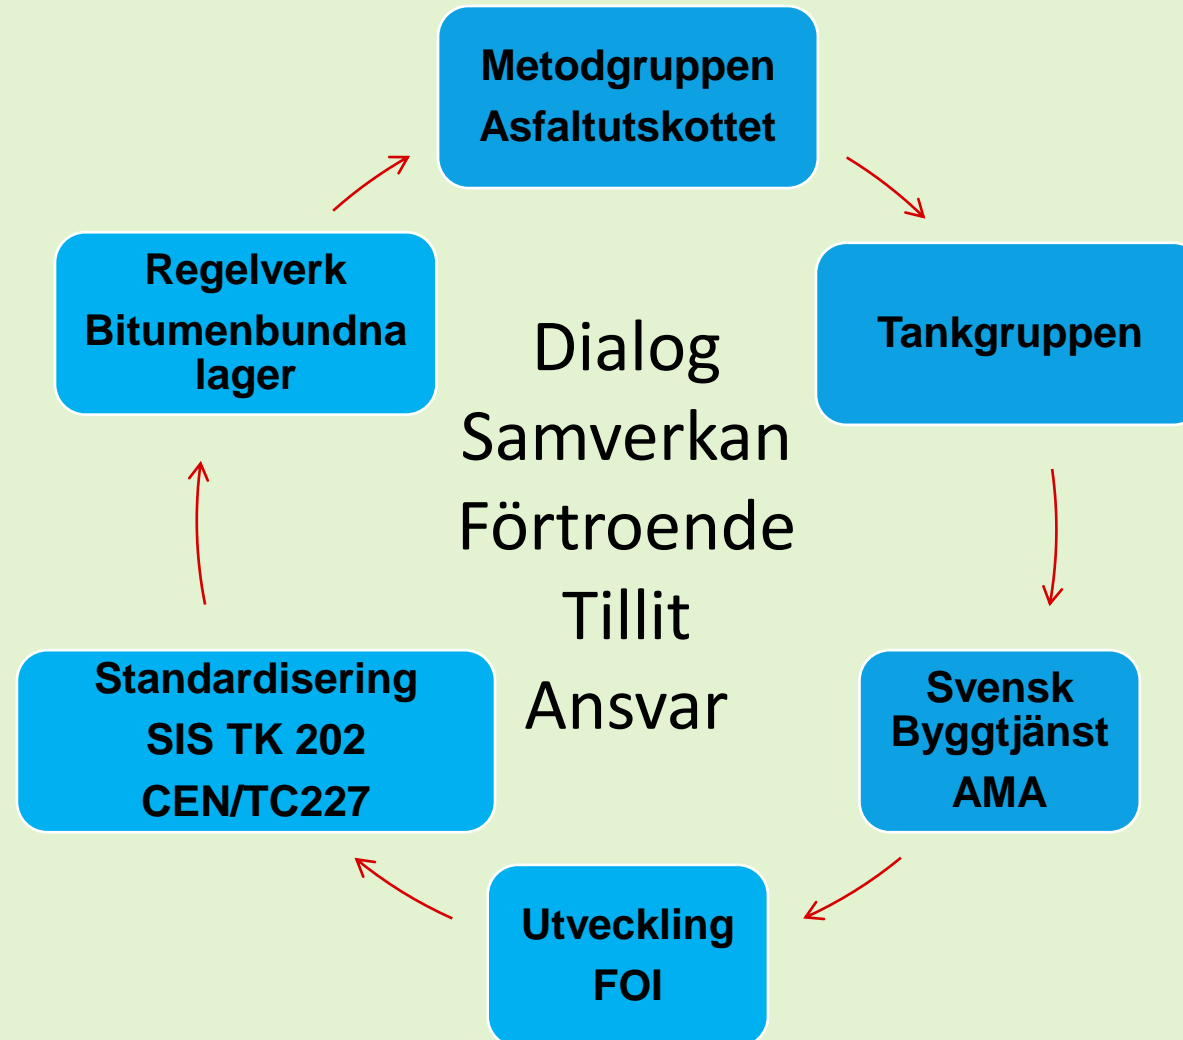 Metodgruppen
Asfaltutskottet
Tankgruppen
Svensk
Byggtjänst
AMA
Utveckling
FOI
Standardisering
SIS TK 202
CEN/TC227
Regelverk
Bitumenbundna
lager
Dialog
Samverkan
Förtroende
Tillit
Ansvar